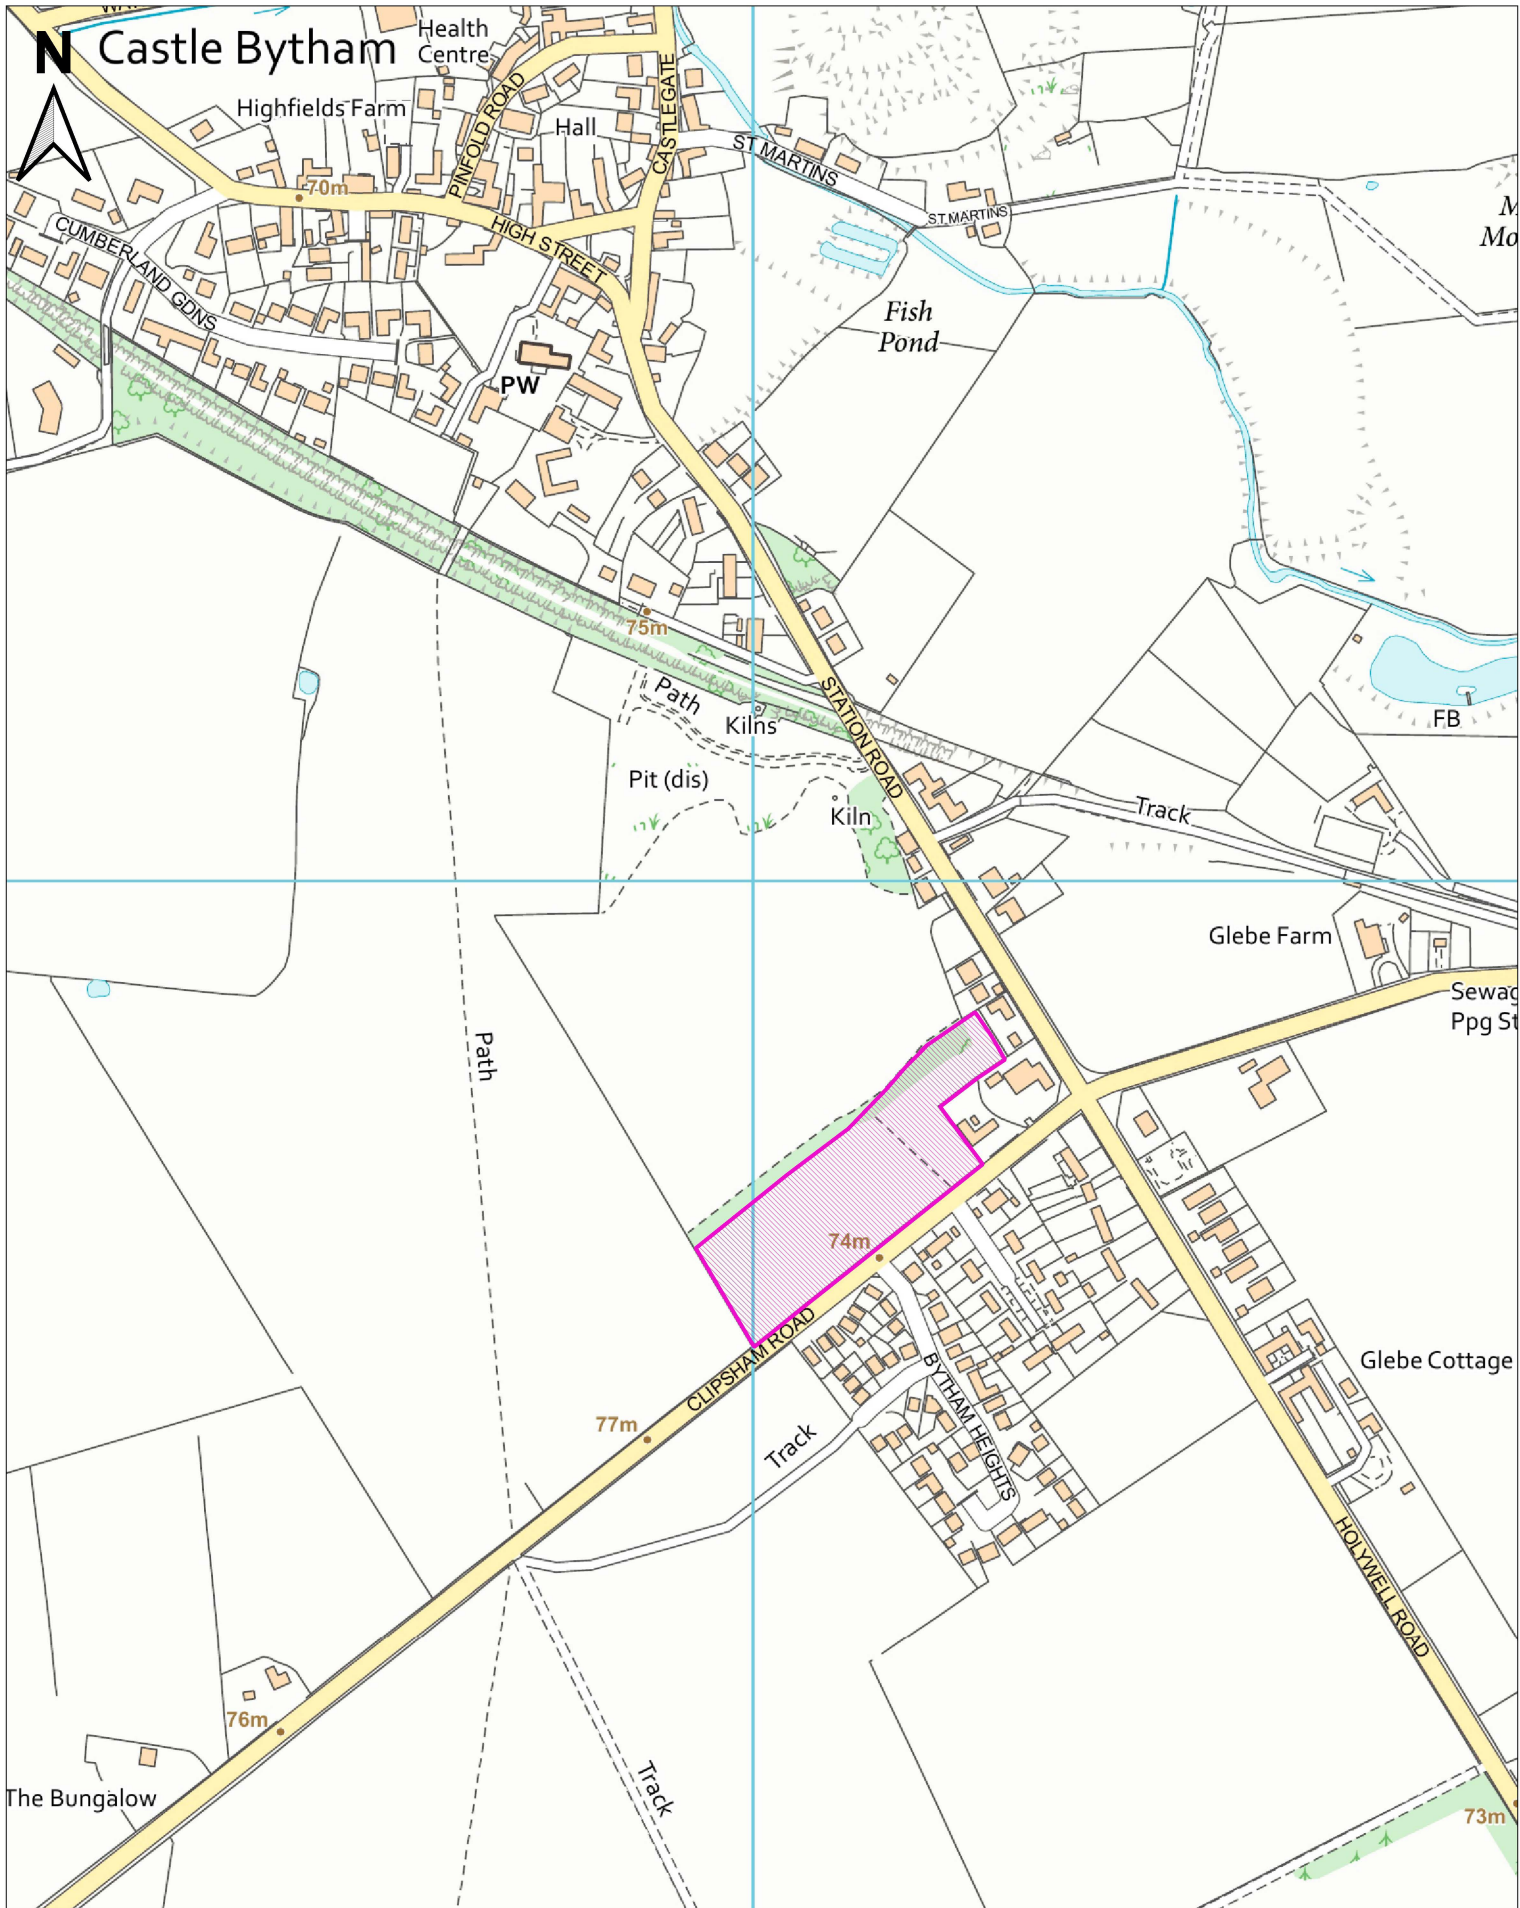 N
Castle Bytham
Health
Centre
Highfields Farm
PINFOLD ROAD
Hall
CASTLEGATE
ST MARTINS
ST MARTINS
70m
CUMBERLAND GDNS
HIGH STREET
Fish
Pond
PW
75m
Path
Kilns
STATION ROAD
FB
Pit (dis)
Kiln
Track
Glebe Farm
Path
74m
CLIPSHAM ROAD
77m
Track
BYTHAM HEIGHTS
Glebe Cottage
HOLYWELL ROAD
76m
The Bungalow
Track
73m